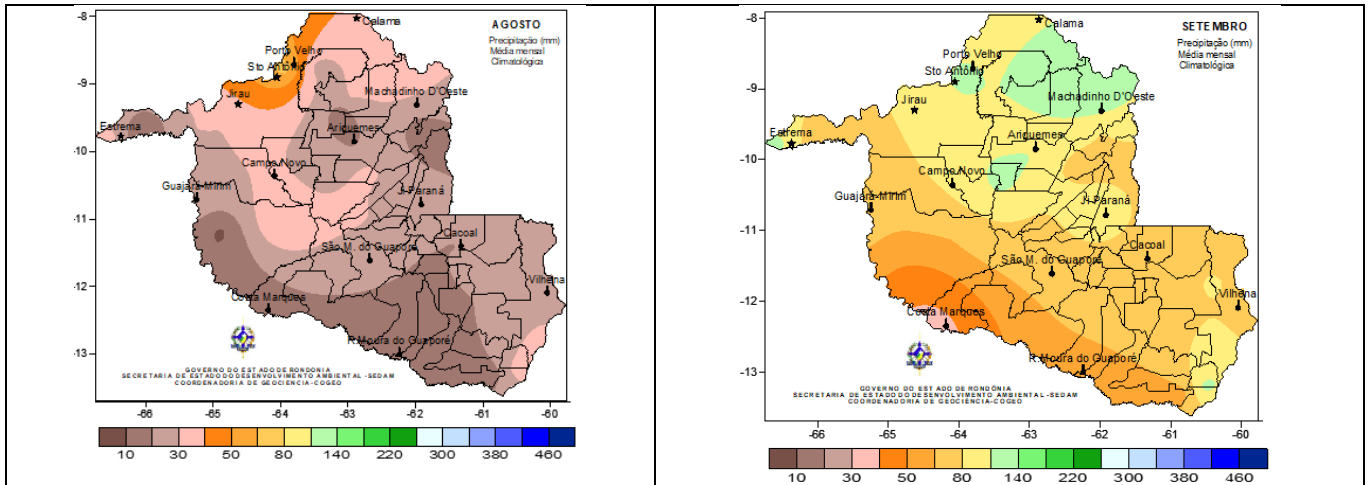 AGOSTO
Precipitação (mm)
Média mensal
Climatológica
-8
-9
-10
-11
-12
-13
Calama
Porto Velho
Sto Antônio
Jirau
Machadinho D'Oeste
Estrema
Ariquemes
Campo Novo
Guajará-Mirim
Ji Paraná
Cacoal
São M. do Guaporé
Vilhena
Costa Marques
R.Moura do Guaporé
GOVERNO DO ESTADO DE RONDONIA
SECRETARIA DE ESTADO DO DESENVOLVIMENTO AMBIENTAL -SEDAM
COORDENADORIA DE GEOCIENCIA-COGEO
-66 -65 -64 -63 -62 -61 -60
10 30 50 80 140 220 300 380 460
SETEMBRO
Precipitação (mm)
Média mensal
Climatológica
-8
-9
-10
-11
-12
-13
Calama
Porto Velho
Sto Antônio
Jirau
Machadinho D'Oeste
Estrema
Ariquemes
Campo Novo
Guajará-Mirim
Ji Paraná
Cacoal
São M. do Guaporé
Vilhena
Costa Marques
R.Moura do Guaporé
GOVERNO DO ESTADO DE RONDÔNIA
SECRETARIA DE ESTADO DO DESENVOLVIMENTO AMBIENTAL -SEDAM
COORDENADORIA DE GEOCIÊNCIA-COGEO
-66 -65 -64 -63 -62 -61 -60
10 30 50 80 140 220 300 380 460